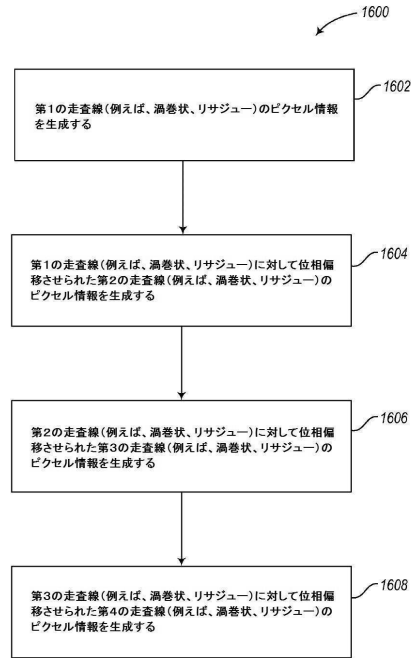 1600
1602
第1の走査線(例えば、渦巻状、リサジュー)のピクセル情報
を生成する
1604
第1の走査線(例えば、渦巻状、リサジュー)に対して位相偏
移させられた第2の走査線(例えば、渦巻状、リサジュー)の
ピクセル情報を生成する
1606
第2の走査線(例えば、渦巻状、リサジュー)に対して位相偏
移させられた第3の走査線(例えば、渦巻状、リサジュー)の
ピクセル情報を生成する
1608
第3の走査線(例えば、渦巻状、リサジュー)に対して位相偏
移させられた第4の走査線(例えば、渦巻状、リサジュー)の
ピクセル情報を生成する